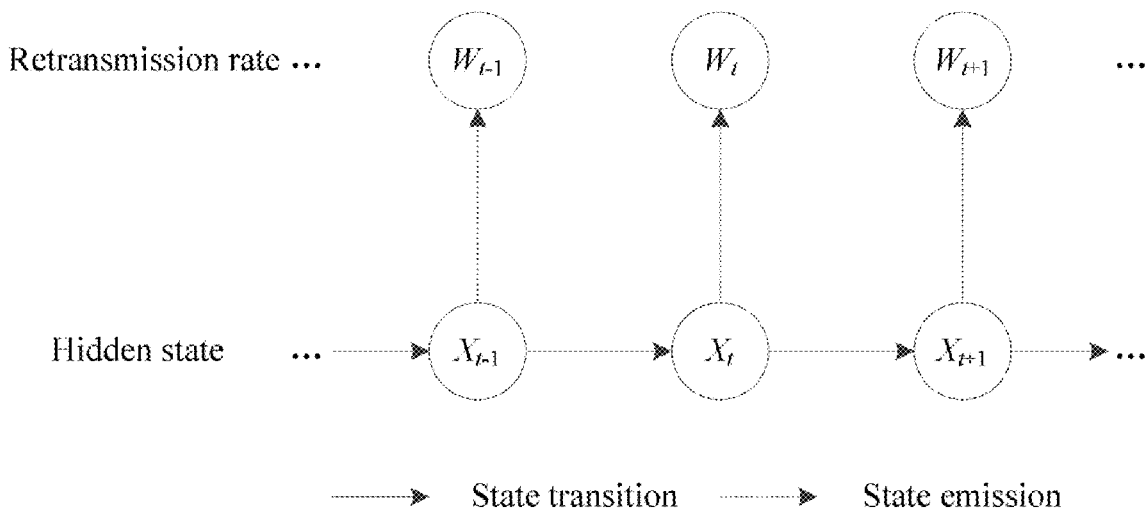 Retransmission rate ... W_{t-1} W_t W_{t+1} ...
Hidden state ... X_{t-1} X_t X_{t+1} ...
State transition State emission